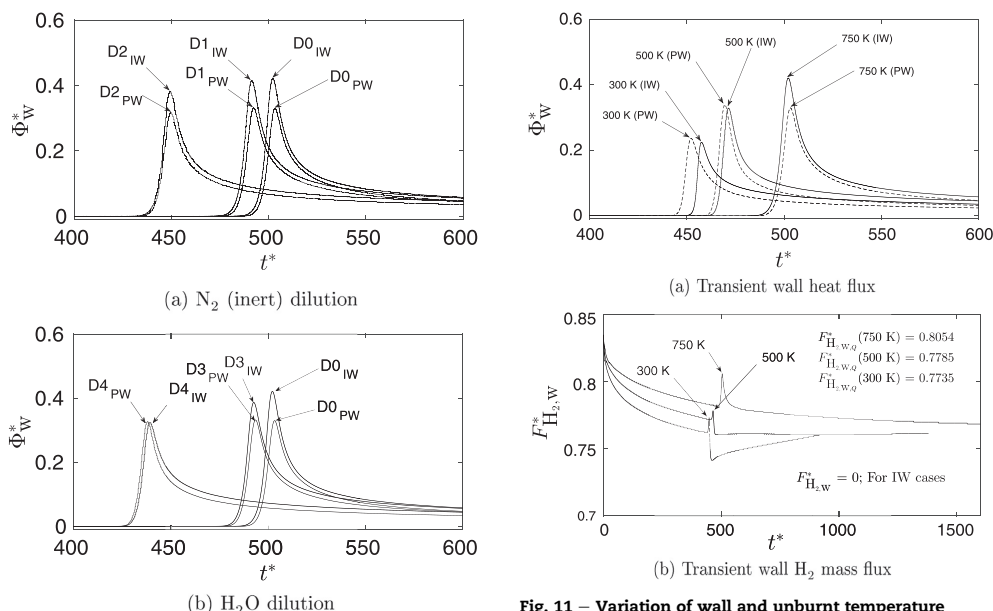 0.6
0.4
0.2
0
Φ*W
D2IW
D2PW
D1IW
D1PW
D0IW
D0PW
400 450 500 550 600
t*
(a) N2 (inert) dilution
0.6
0.4
0.2
0
Φ*W
D4PW
D4IW
D3PW
D3IW
D0IW
D0PW
400 450 500 550 600
t*
(b) H2O dilution
0.6
0.4
0.2
0
Φ*W
500 K (PW)
500 K (IW)
750 K (IW)
750 K (PW)
300 K (IW)
300 K (PW)
400 450 500 550 600
t*
(a) Transient wall heat flux
0.85
0.8
0.75
0.7
F*H2,W
300 K
750 K
500 K
F*H2,W,Q(750 K) = 0.8054
F*H2,W,Q(500 K) = 0.7785
F*H2,W,Q(300 K) = 0.7735
F*H2,W = 0; For IW cases
0 500 1000 1500
t*
(b) Transient wall H2 mass flux
Fig. 11 – Variation of wall and unburnt temperature